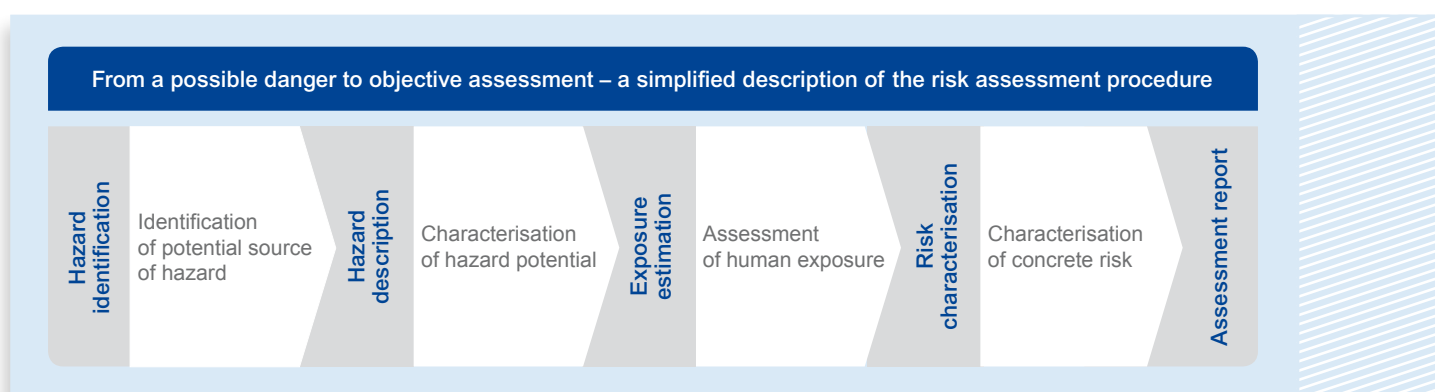 From a possible danger to objective assessment – a simplified description of the risk assessment procedure
Hazard
identification
Identification
of potential source
of hazard
Hazard
description
Characterisation
of hazard potential
Exposure
estimation
Assessment
of human exposure
Risk
characterisation
Characterisation
of concrete risk
Assessment report